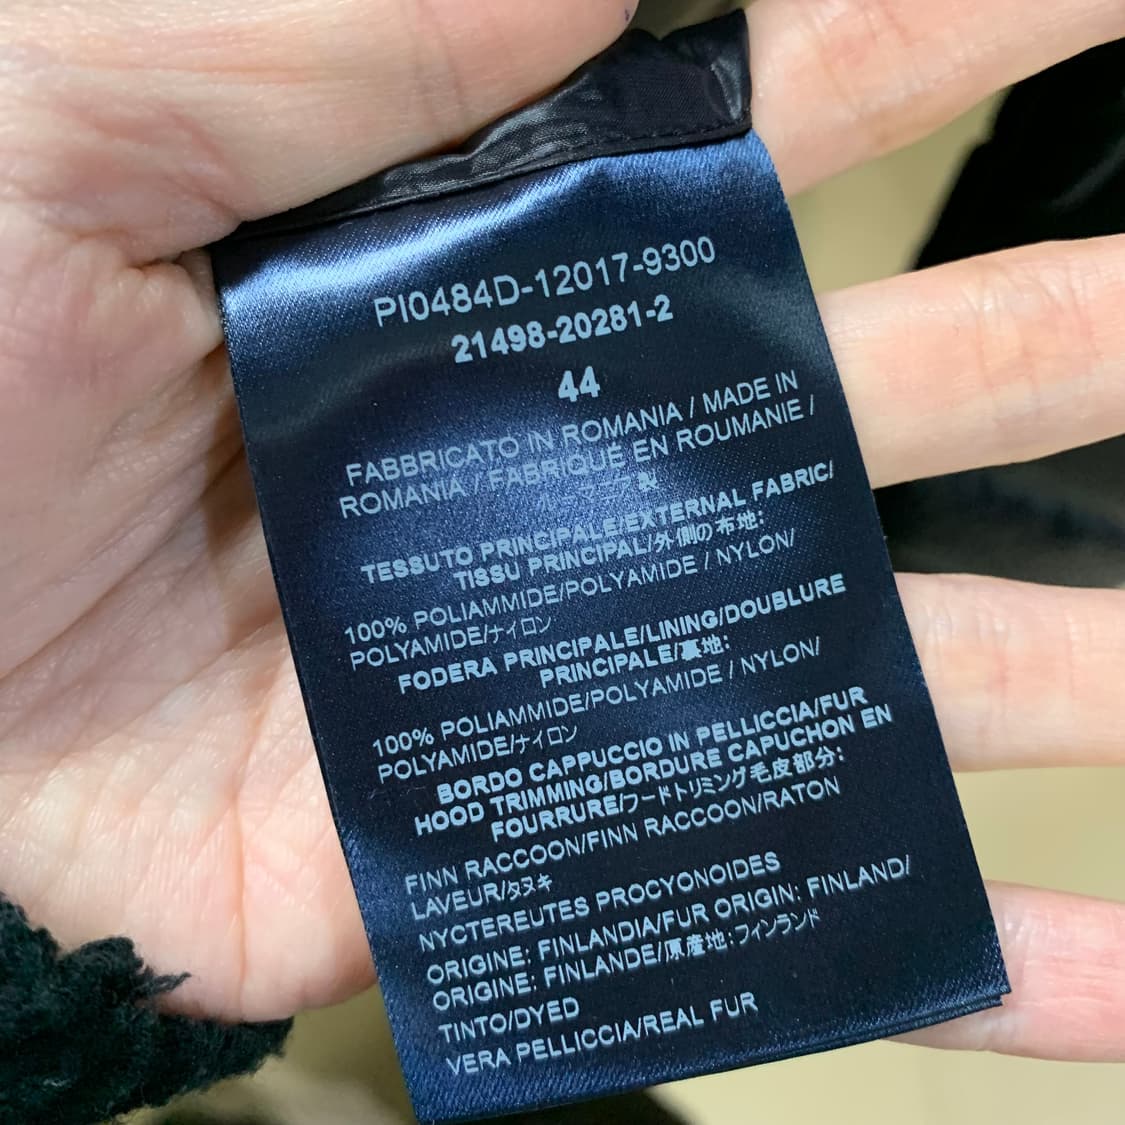 PI0484D-12017-9300
21498-20281-2
44
FABBRICATO IN ROMANIA / MADE IN
ROMANIA / FABRIQUÉ EN ROUMANIE /
ルーマニア製
TESSUTO PRINCIPALE/EXTERNAL FABRIC/
TISSU PRINCIPAL/外側の布地:
100% POLIAMMIDE/POLYAMIDE / NYLON/
POLYAMIDE/ナイロン
FODERA PRINCIPALE/LINING/DOUBLURE
PRINCIPALE/裏地:
100% POLIAMMIDE/POLYAMIDE / NYLON/
POLYAMIDE/ナイロン
BORDO CAPPUCCIO IN PELLICCIA/FUR
HOOD TRIMMING/BORDURE CAPUCHON EN
FOURRURE/フードトリミング毛皮部分:
FINN RACCOON/FINN RACCOON/RATON
LAVEUR/タヌキ
NYCTEREUTES PROCYONOIDES
ORIGINE: FINLANDIA/FUR ORIGIN: FINLAND/
ORIGINE: FINLANDE/原産地:フィンランド
TINTO/DYED
VERA PELLICCIA/REAL FUR